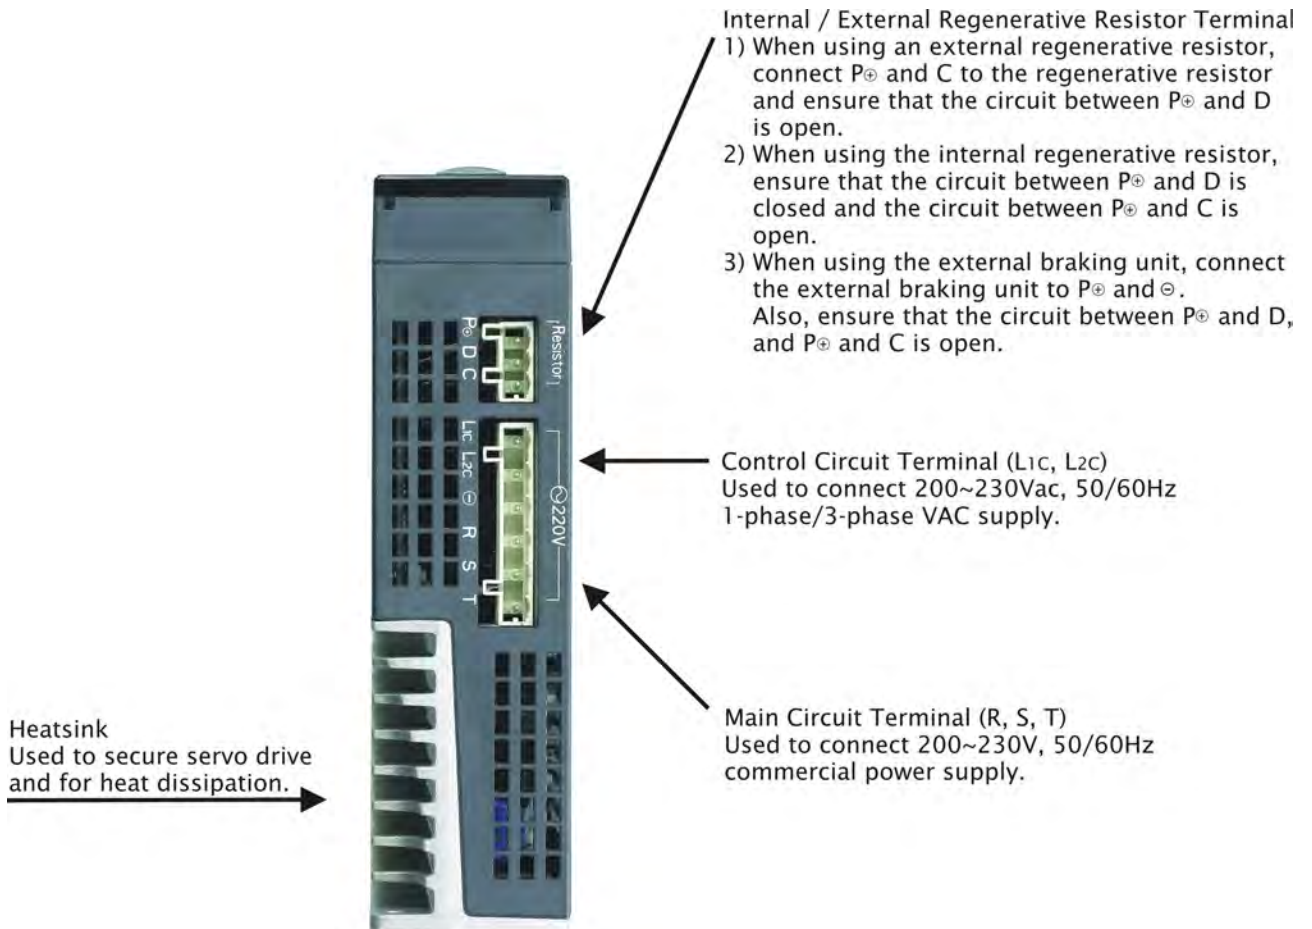 Internal / External Regenerative Resistor Terminal
1) When using an external regenerative resistor,
connect P⊕ and C to the regenerative resistor
and ensure that the circuit between P⊕ and D
is open.
2) When using the internal regenerative resistor,
ensure that the circuit between P⊕ and D is
closed and the circuit between P⊕ and C is
open.
3) When using the external braking unit, connect
the external braking unit to P⊕ and ⊖.
Also, ensure that the circuit between P⊕ and D,
and P⊕ and C is open.
P⊕
D
C
Resistor
L1C
L2C
⊖
R
S
T
220V
Control Circuit Terminal (L1C, L2C)
Used to connect 200~230Vac, 50/60Hz
1-phase/3-phase VAC supply.
Main Circuit Terminal (R, S, T)
Used to connect 200~230V, 50/60Hz
commercial power supply.
Heatsink
Used to secure servo drive
and for heat dissipation.